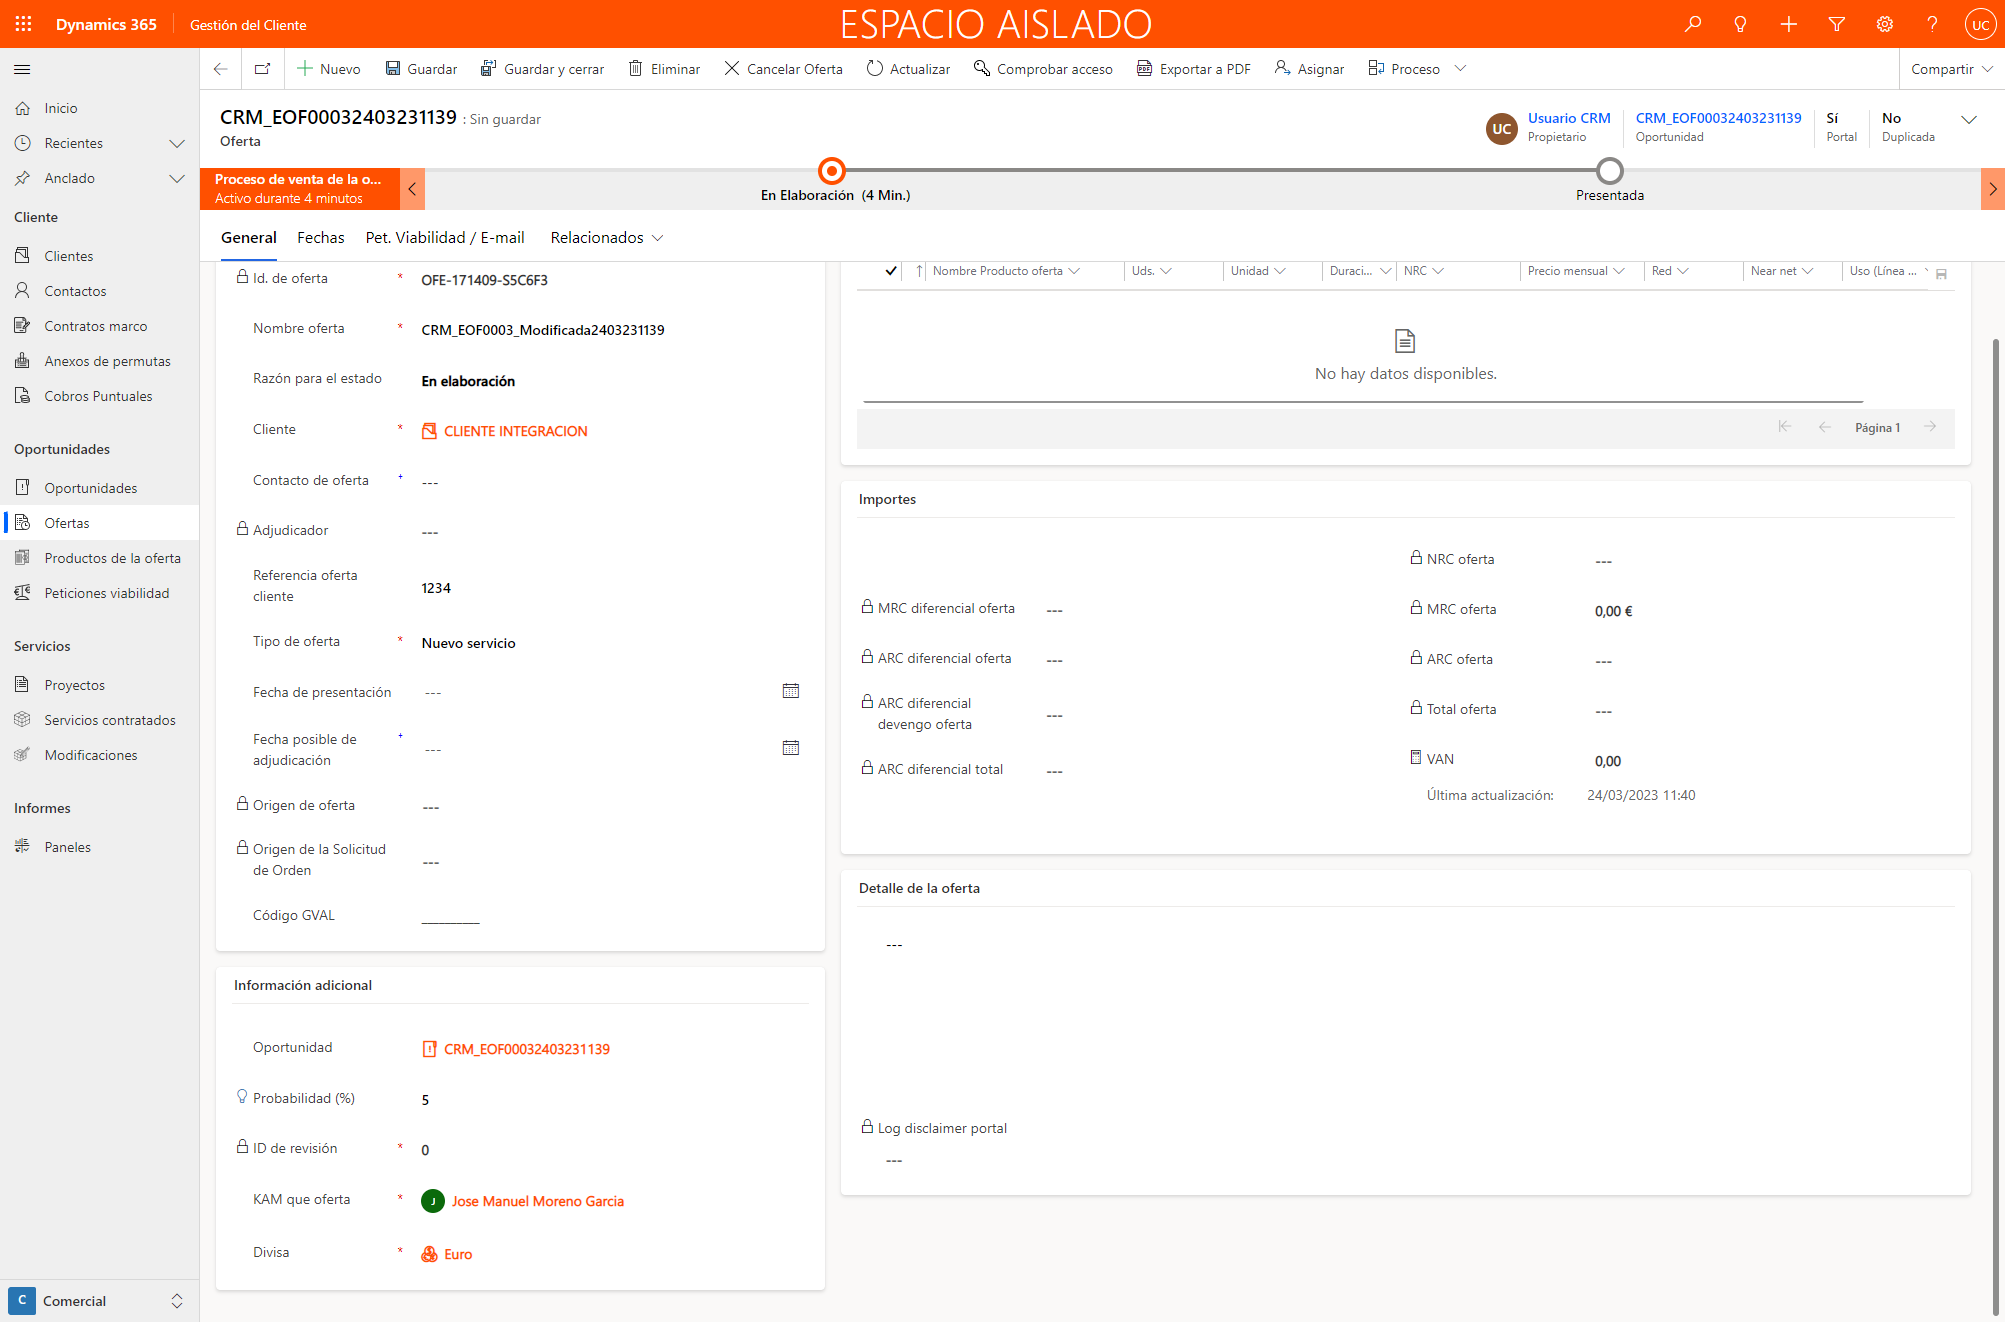 Dynamics 365
Gestión del Cliente
ESPACIO AISLADO
UC
Nuevo
Guardar
Guardar y cerrar
Eliminar
Cancelar Oferta
Actualizar
Comprobar acceso
Exportar a PDF
Asignar
Proceso
Compartir
Inicio
Recientes
Anclado
Cliente
Clientes
Contactos
Contratos marco
Anexos de permutas
Cobros Puntuales
Oportunidades
Oportunidades
Ofertas
Productos de la oferta
Peticiones viabilidad
Servicios
Proyectos
Servicios contratados
Modificaciones
Informes
Paneles
C Comercial
CRM_EOF00032403231139 : Sin guardar
Oferta
UC
Usuario CRM
Propietario
CRM_EOF00032403231139
Oportunidad
Sí
Portal
No
Duplicada
Proceso de venta de la o...
Activo durante 4 minutos
En Elaboración (4 Min.)
Presentada
General
Fechas
Pet. Viabilidad / E-mail
Relacionados
Id. de oferta * OFE-171409-S5C6F3
Nombre oferta * CRM_EOF0003_Modificada2403231139
Razón para el estado En elaboración
Cliente * CLIENTE INTEGRACION
Contacto de oferta + ---
Adjudicador ---
Referencia oferta
cliente
1234
Tipo de oferta * Nuevo servicio
Fecha de presentación ---
Fecha posible de
adjudicación
+ ---
Origen de oferta ---
Origen de la Solicitud
de Orden
---
Código GVAL _________
Información adicional
Oportunidad CRM_EOF00032403231139
Probabilidad (%) 5
ID de revisión * 0
KAM que oferta * J Jose Manuel Moreno Garcia
Divisa * Euro
Nombre Producto oferta
Uds.
Unidad
Duraci...
NRC
Precio mensual
Red
Near net
Uso (Línea ...
No hay datos disponibles.
Página 1
Importes
MRC diferencial oferta ---
ARC diferencial oferta ---
ARC diferencial
devengo oferta
---
ARC diferencial total ---
NRC oferta ---
MRC oferta 0,00 €
ARC oferta ---
Total oferta ---
VAN 0,00
Última actualización: 24/03/2023 11:40
Detalle de la oferta
---
Log disclaimer portal
---